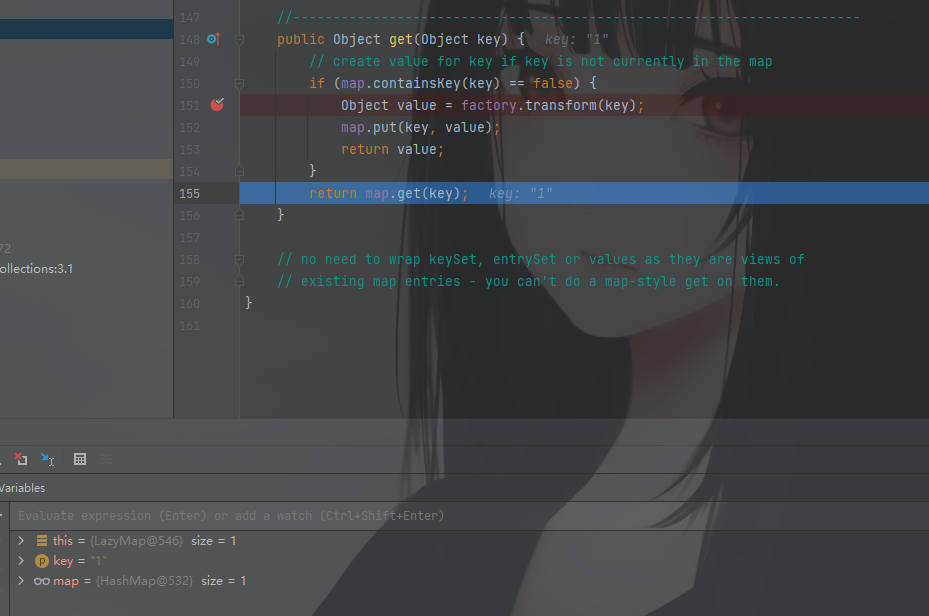 147 //-----------------------------------------------------------------------
148 public Object get(Object key) { key: "1"
149 // create value for key if key is not currently in the map
150 if (map.containsKey(key) == false) {
151 Object value = factory.transform(key);
152 map.put(key, value);
153 return value;
154 }
155 return map.get(key); key: "1"
156 }
157
72
158 // no need to wrap keySet, entrySet or values as they are views of
ollections:3.1
159 // existing map entries - you can't do a map-style get on them.
160 }
161
Variables
Evaluate expression (Enter) or add a watch (Ctrl+Shift+Enter)
this = {LazyMap@546} size = 1
key = "1"
map = {HashMap@532} size = 1